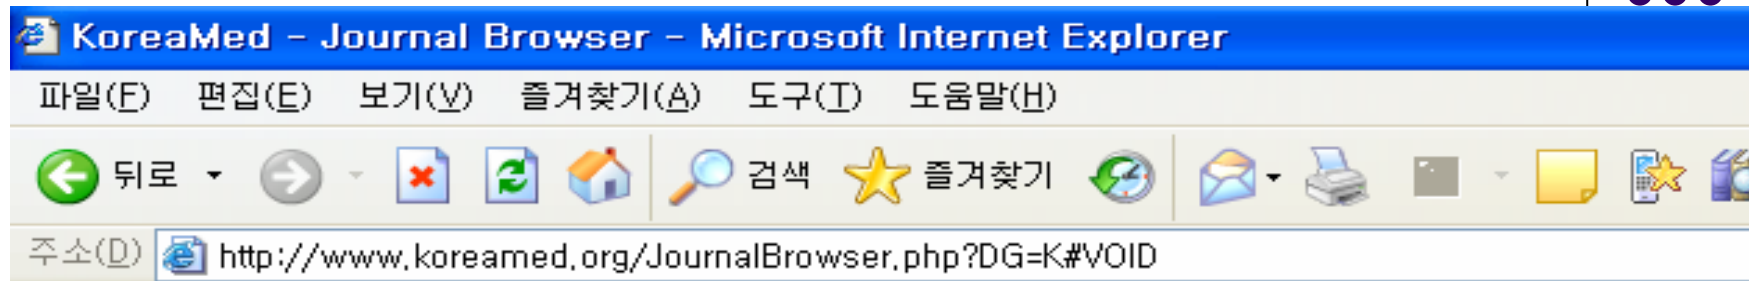 KoreaMed - Journal Browser - Microsoft Internet Explorer
파일(F) 편집(E) 보기(V) 즐겨찾기(A) 도구(T) 도움말(H)
뒤로 검색 즐겨찾기
주소(D) http://www.koreamed.org/JournalBrowser.php?DG=K#VOID